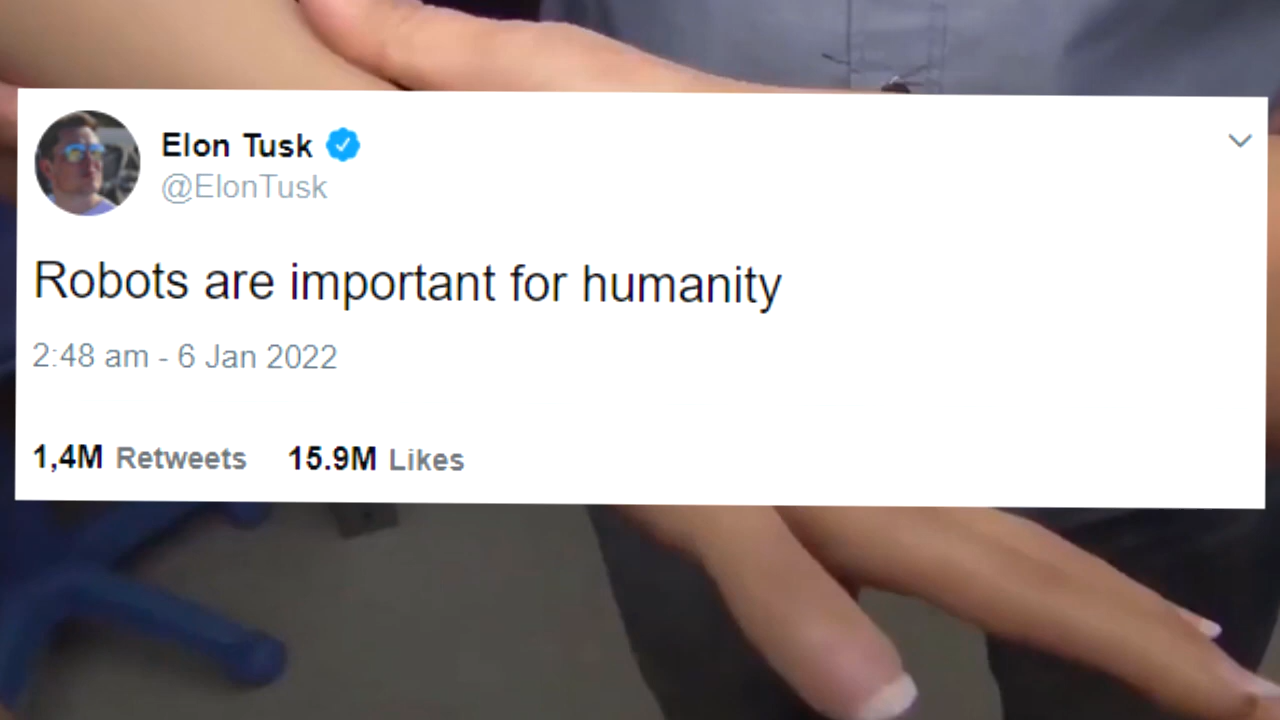 Elon Tusk
@ElonTusk
Robots are important for humanity
2:48 am - 6 Jan 2022
1,4M Retweets 15.9M Likes